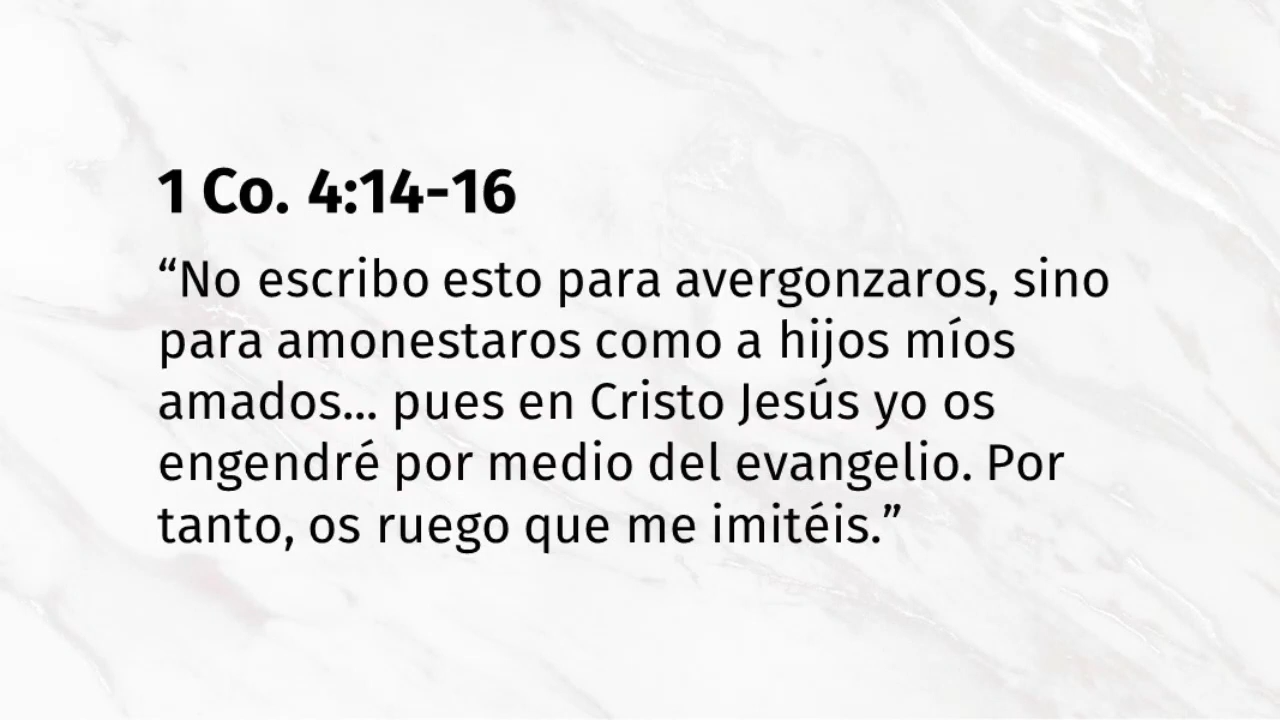 1 Co. 4:14-16
“No escribo esto para avergonzaros, sino
para amonestaros como a hijos míos
amados... pues en Cristo Jesús yo os
engendré por medio del evangelio. Por
tanto, os ruego que me imitéis.”